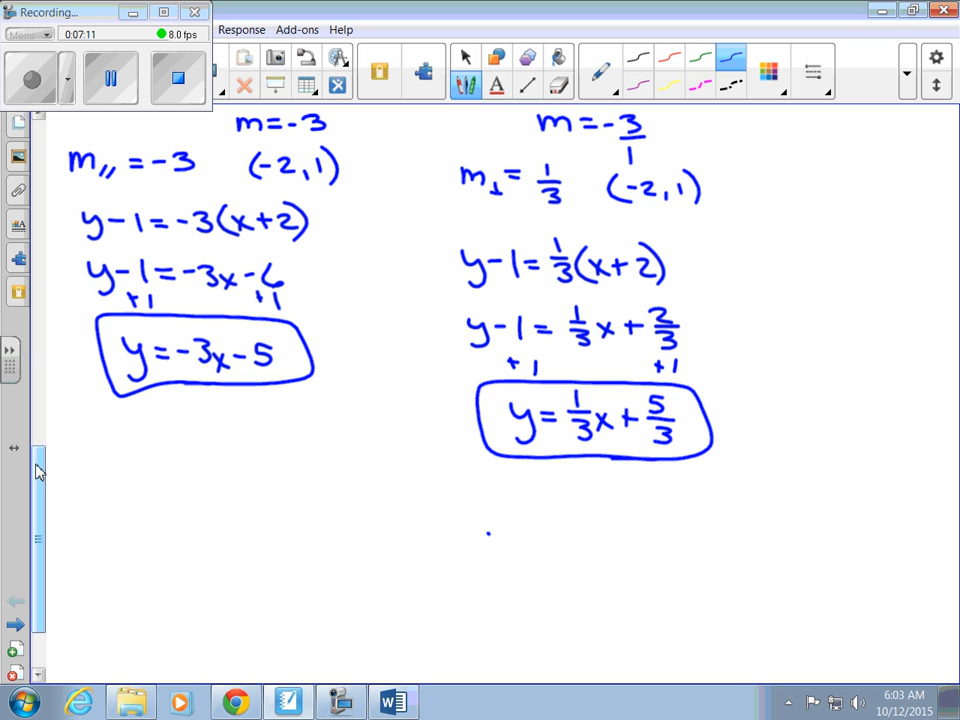 Recording...
Menu
0:07:11
8.0 fps
Response Add-ons Help
m=-3
m// = -3 (-2,1)
y-1=-3(x+2)
y-1=-3x-6
+1 +1
y=-3x-5
m=-3/1
m⊥=1/3 (-2,1)
y-1=1/3(x+2)
y-1=1/3x+2/3
+1 +1
y=1/3x+5/3
6:03 AM
10/12/2015